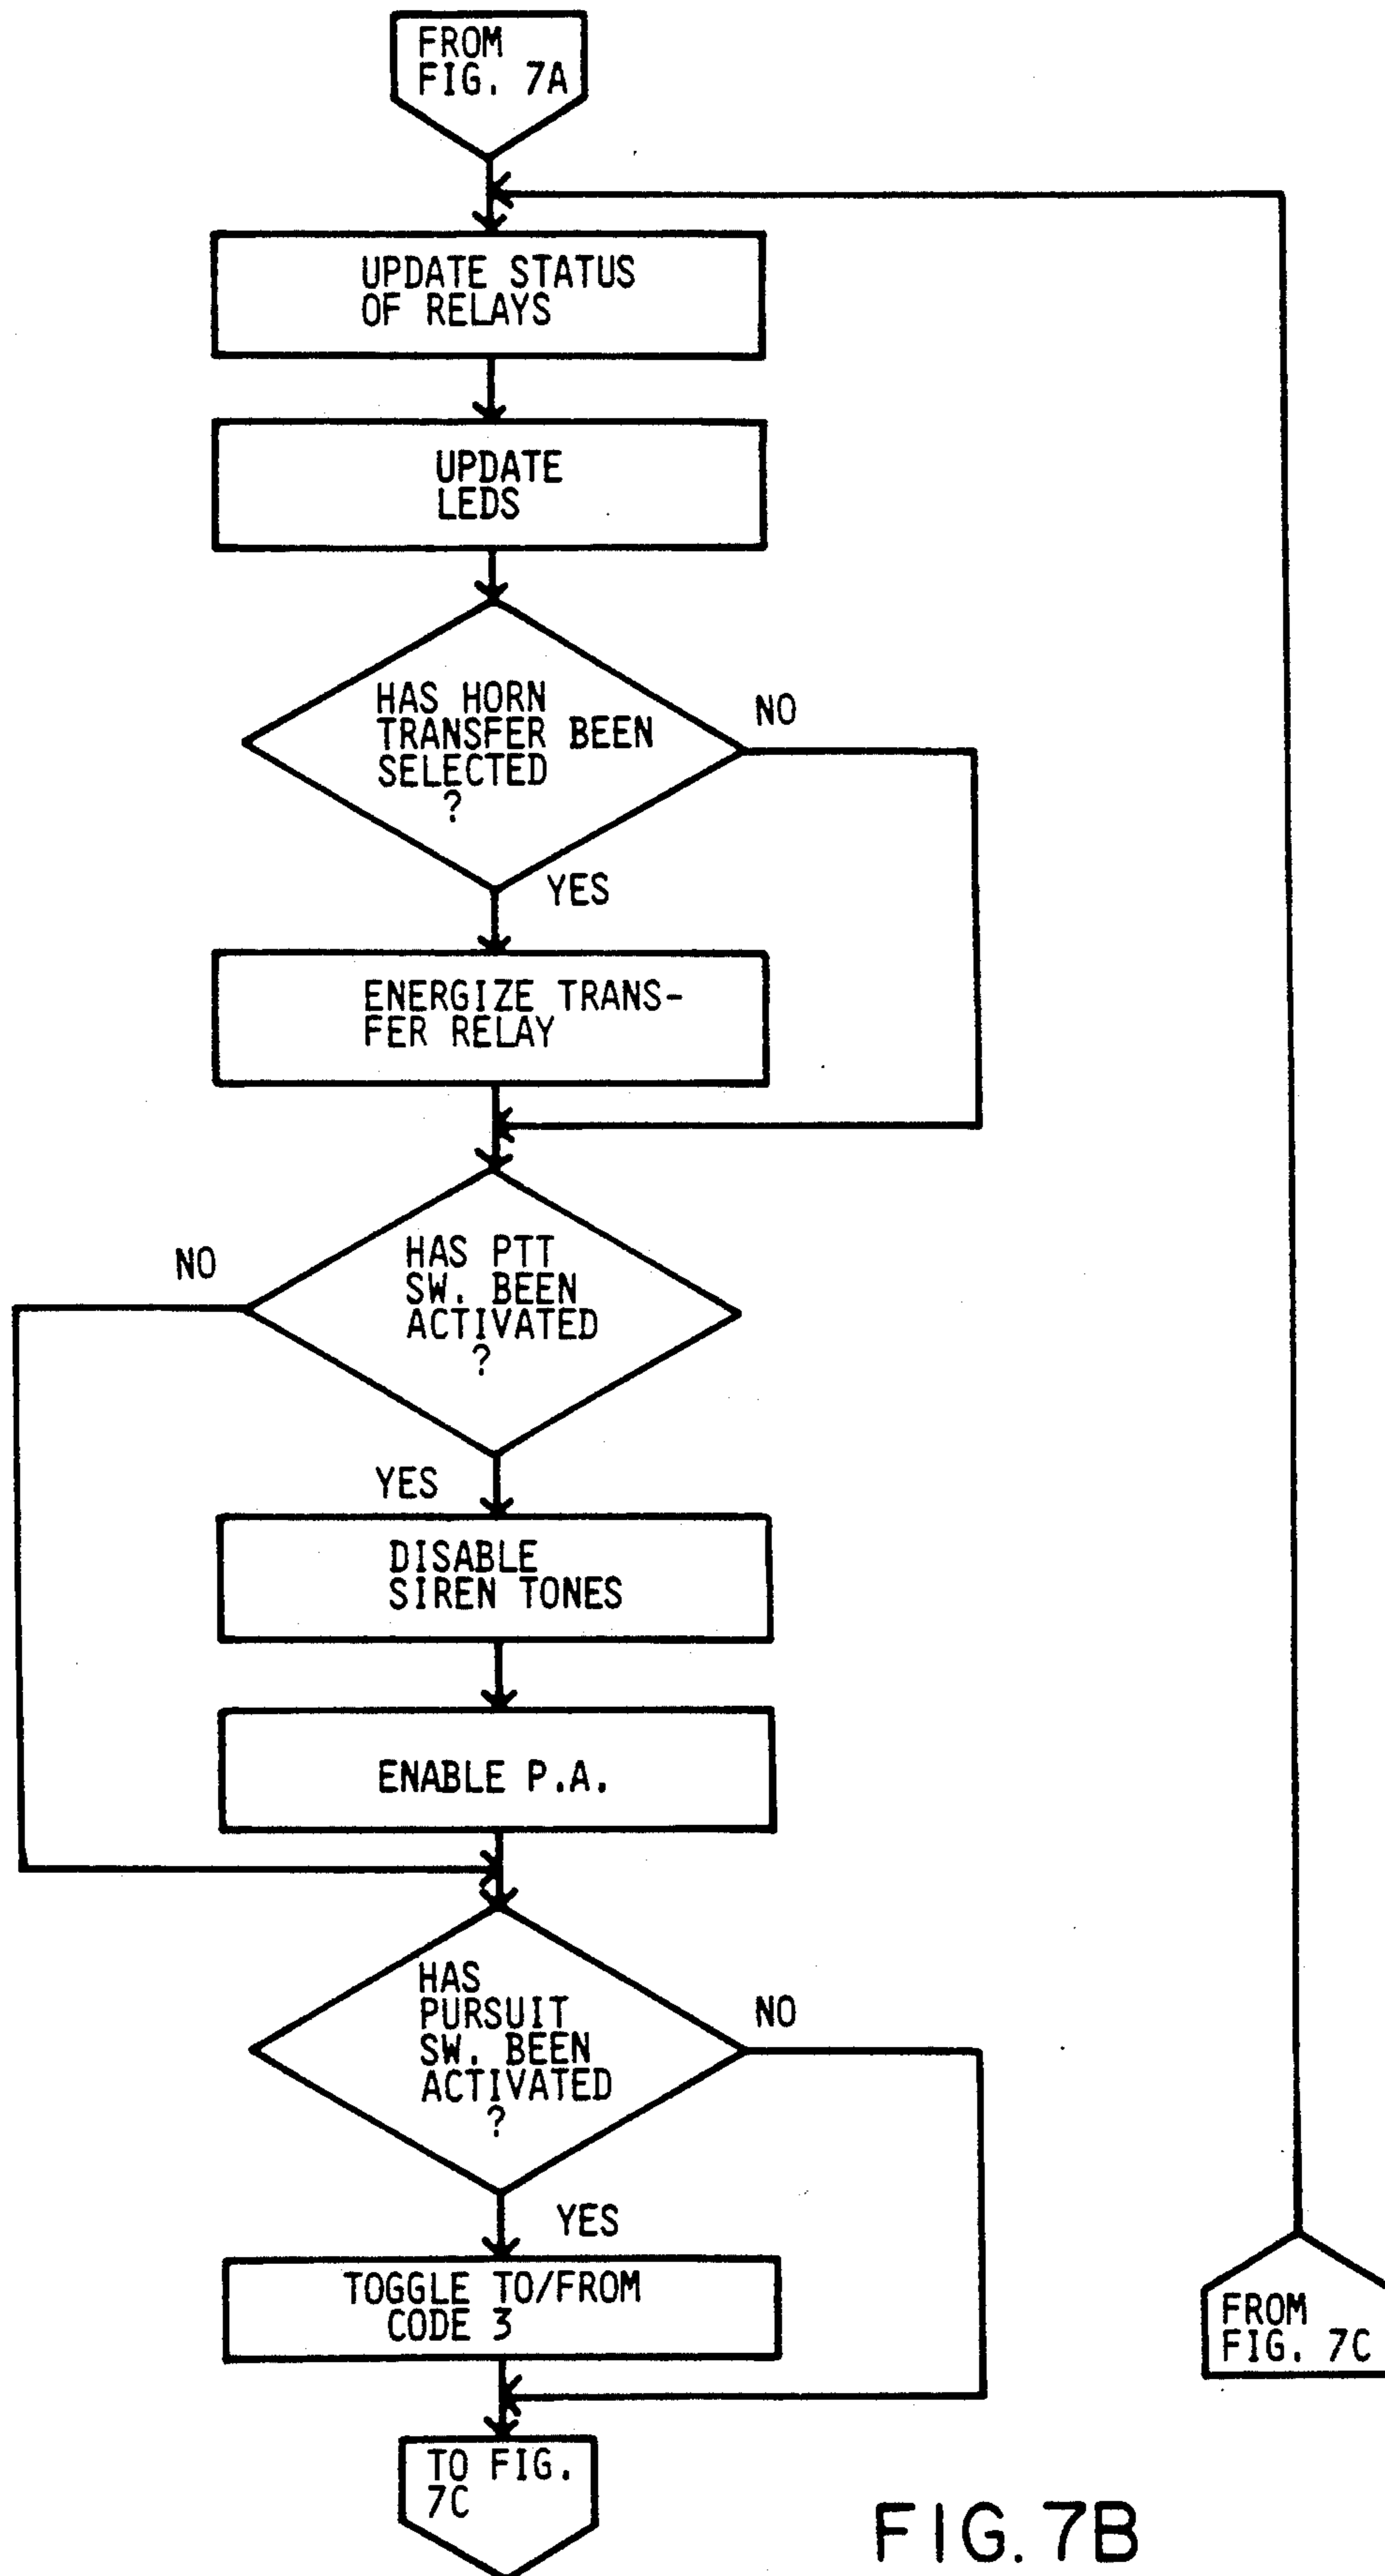 FROM
FIG. 7A
UPDATE STATUS
OF RELAYS
UPDATE
LEDS
HAS HORN
TRANSFER BEEN
SELECTED
?
NO
YES
ENERGIZE TRANS-
FER RELAY
HAS PTT
SW. BEEN
ACTIVATED
?
NO
YES
DISABLE
SIREN TONES
ENABLE P.A.
HAS
PURSUIT
SW. BEEN
ACTIVATED
?
NO
YES
TOGGLE TO/FROM
CODE 3
FROM
FIG. 7C
TO FIG.
7C
FIG. 7B